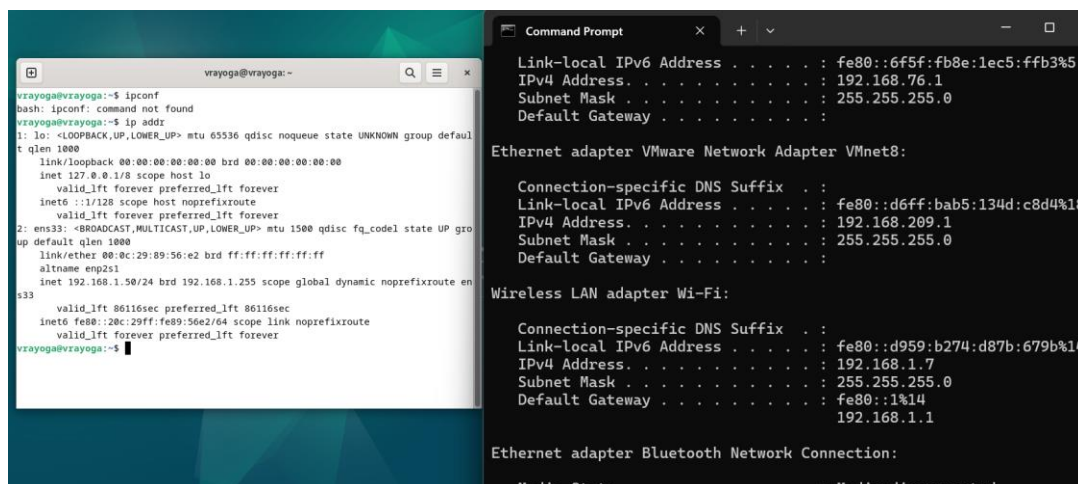 vrayoga@vrayoga: ~
vrayoga@vrayoga:~$ ipconf
bash: ipconf: command not found
vrayoga@vrayoga:~$ ip addr
1: lo: <LOOPBACK,UP,LOWER_UP> mtu 65536 qdisc noqueue state UNKNOWN group defaul
t qlen 1000
link/loopback 00:00:00:00:00:00 brd 00:00:00:00:00:00
inet 127.0.0.1/8 scope host lo
valid_lft forever preferred_lft forever
inet6 ::1/128 scope host noprefixroute
valid_lft forever preferred_lft forever
2: ens33: <BROADCAST,MULTICAST,UP,LOWER_UP> mtu 1500 qdisc fq_codel state UP gro
up default qlen 1000
link/ether 00:0c:29:89:56:e2 brd ff:ff:ff:ff:ff:ff
altname enp2s1
inet 192.168.1.50/24 brd 192.168.1.255 scope global dynamic noprefixroute en
s33
valid_lft 86116sec preferred_lft 86116sec
inet6 fe80::20c:29ff:fe89:56e2/64 scope link noprefixroute
valid_lft forever preferred_lft forever
vrayoga@vrayoga:~$
Command Prompt
Link-local IPv6 Address . . . . . : fe80::6f5f:fb8e:1ec5:ffb3%5
IPv4 Address. . . . . . . . . . . : 192.168.76.1
Subnet Mask . . . . . . . . . . . : 255.255.255.0
Default Gateway . . . . . . . . . :
Ethernet adapter VMware Network Adapter VMnet8:
Connection-specific DNS Suffix  . :
Link-local IPv6 Address . . . . . : fe80::d6ff:bab5:134d:c8d4%18
IPv4 Address. . . . . . . . . . . : 192.168.209.1
Subnet Mask . . . . . . . . . . . : 255.255.255.0
Default Gateway . . . . . . . . . :
Wireless LAN adapter Wi-Fi:
Connection-specific DNS Suffix  . :
Link-local IPv6 Address . . . . . : fe80::d959:b274:d87b:679b%14
IPv4 Address. . . . . . . . . . . : 192.168.1.7
Subnet Mask . . . . . . . . . . . : 255.255.255.0
Default Gateway . . . . . . . . . : fe80::1%14
192.168.1.1
Ethernet adapter Bluetooth Network Connection: